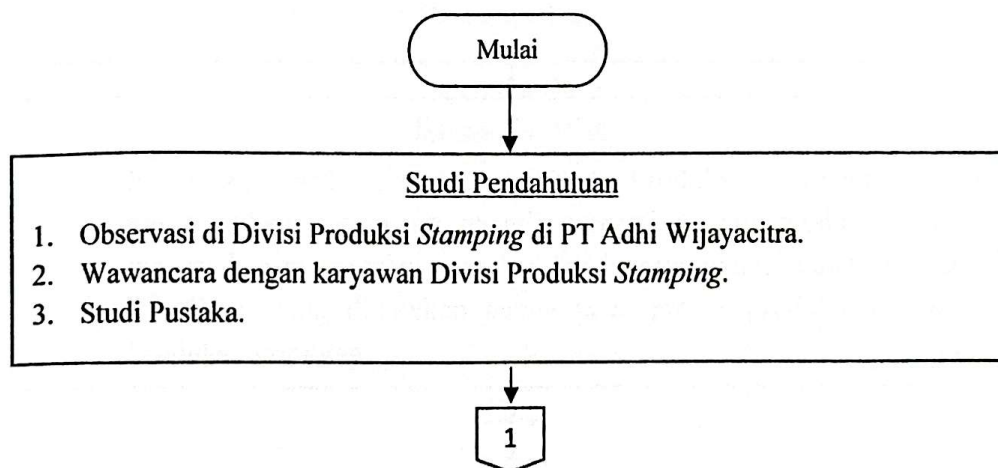 Mulai
Studi Pendahuluan
1. Observasi di Divisi Produksi Stamping di PT Adhi Wijayacitra.
2. Wawancara dengan karyawan Divisi Produksi Stamping.
3. Studi Pustaka.
1